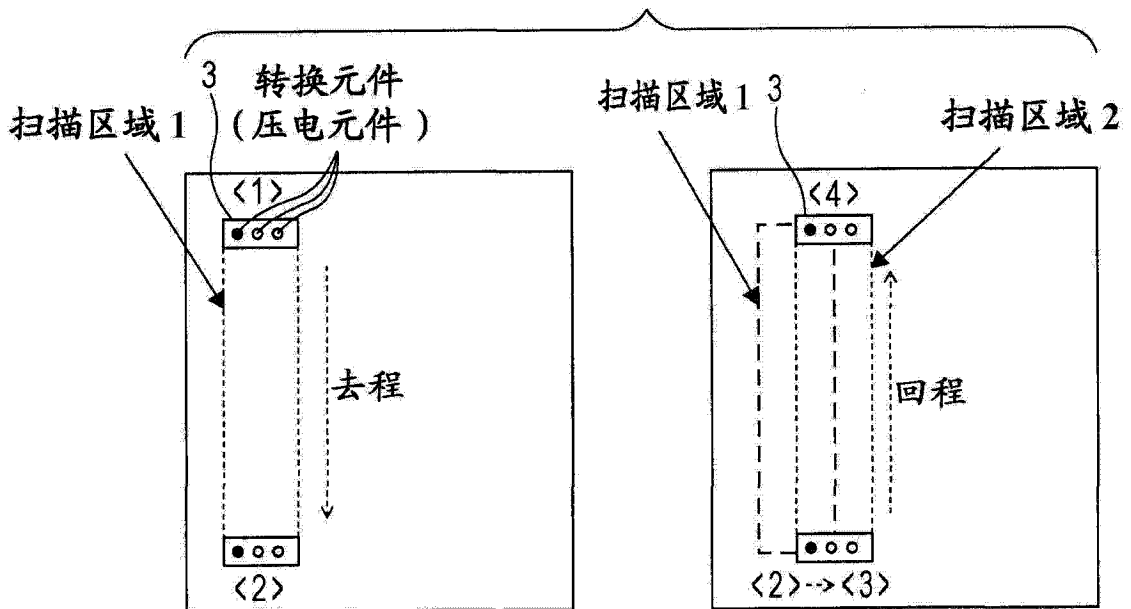 3 转换元件
扫描区域 1 （压电元件）
<1>
去程
<2>
扫描区域 1 3
扫描区域 2
<4>
回程
<2>--><3>